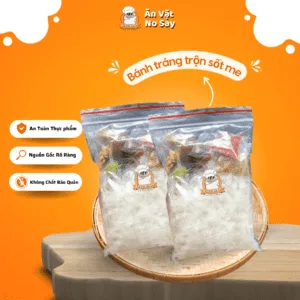 Ăn Vặt
No Say
Bánh tráng trộn sốt me
An Toàn Thực phẩm
Nguồn Gốc Rõ Ràng
Không Chất Bảo Quản